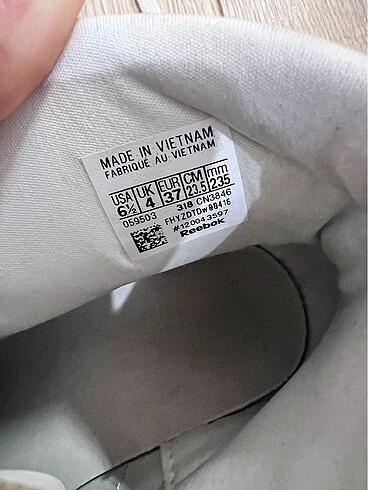 MADE IN VIETNAM
FABRIQUÉ AU VIETNAM
USA UK EUR CM mm
6½ 4 37 23.5 235
059503 318 CN3846
FHYZDTDW00416
#120043597
Reebok